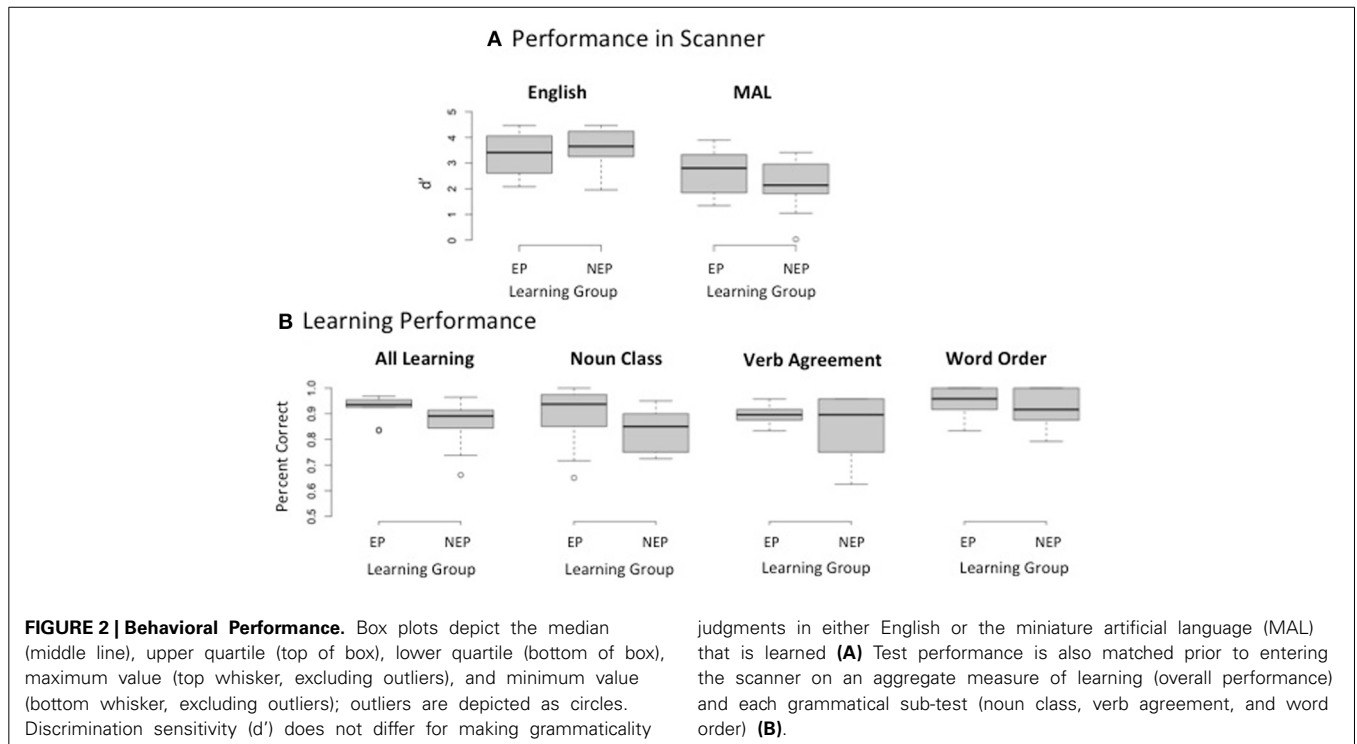 A Performance in Scanner
English MAL
5
4
3
2
1
0
d'
EP NEP EP NEP
Learning Group Learning Group
B Learning Performance
All Learning Noun Class Verb Agreement Word Order
1.0
0.9
0.8
0.7
0.6
0.5
Percent Correct
EP NEP EP NEP EP NEP EP NEP
Learning Group Learning Group Learning Group Learning Group
FIGURE 2 | Behavioral Performance. Box plots depict the median
(middle line), upper quartile (top of box), lower quartile (bottom of box),
maximum value (top whisker, excluding outliers), and minimum value
(bottom whisker, excluding outliers); outliers are depicted as circles.
Discrimination sensitivity (d') does not differ for making grammaticality
judgments in either English or the miniature artificial language (MAL)
that is learned (A) Test performance is also matched prior to entering
the scanner on an aggregate measure of learning (overall performance)
and each grammatical sub-test (noun class, verb agreement, and word
order) (B).